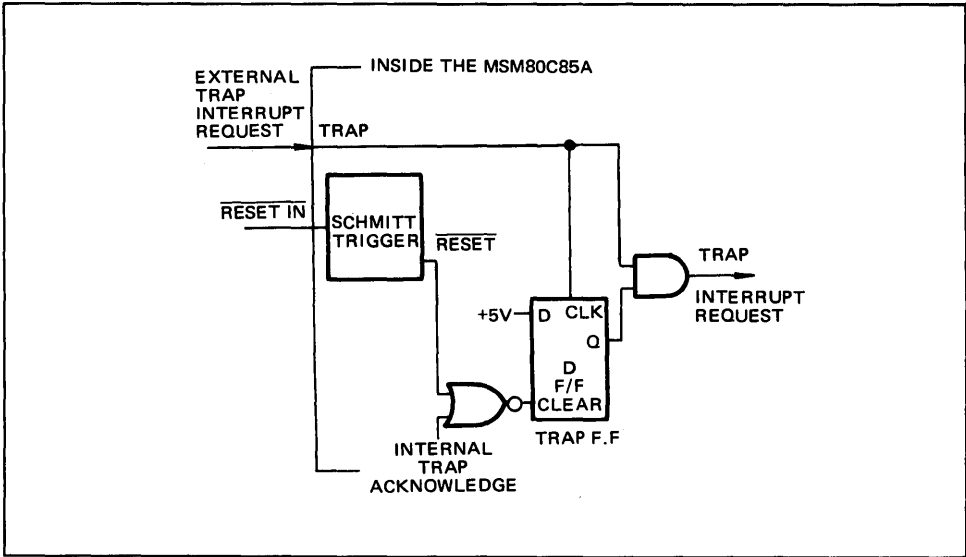 INSIDE THE MSM80C85A
EXTERNAL
TRAP
INTERRUPT
REQUEST
TRAP
RESET IN
SCHMITT
TRIGGER
RESET
TRAP
INTERRUPT
REQUEST
+5V
D CLK
Q
D
F/F
CLEAR
TRAP F.F
INTERNAL
TRAP
ACKNOWLEDGE